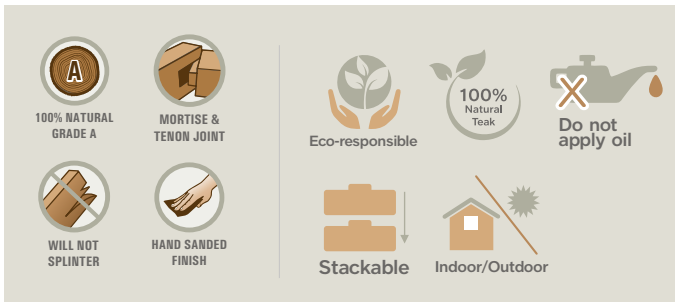 A
100% NATURAL
GRADE A
MORTISE &
TENON JOINT
WILL NOT
SPLINTER
HAND SANDED
FINISH
Eco-responsible
100%
Natural
Teak
Do not
apply oil
Stackable
Indoor/Outdoor